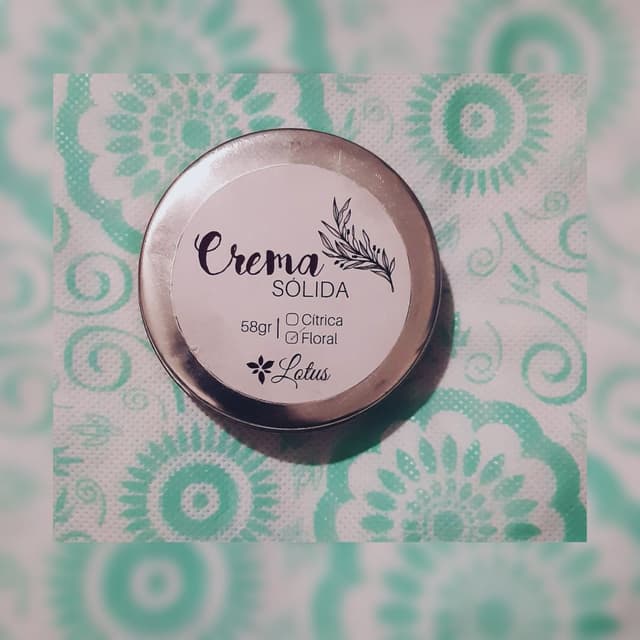 Crema
SÓLIDA
58gr | Cítrica
Floral
Lotus